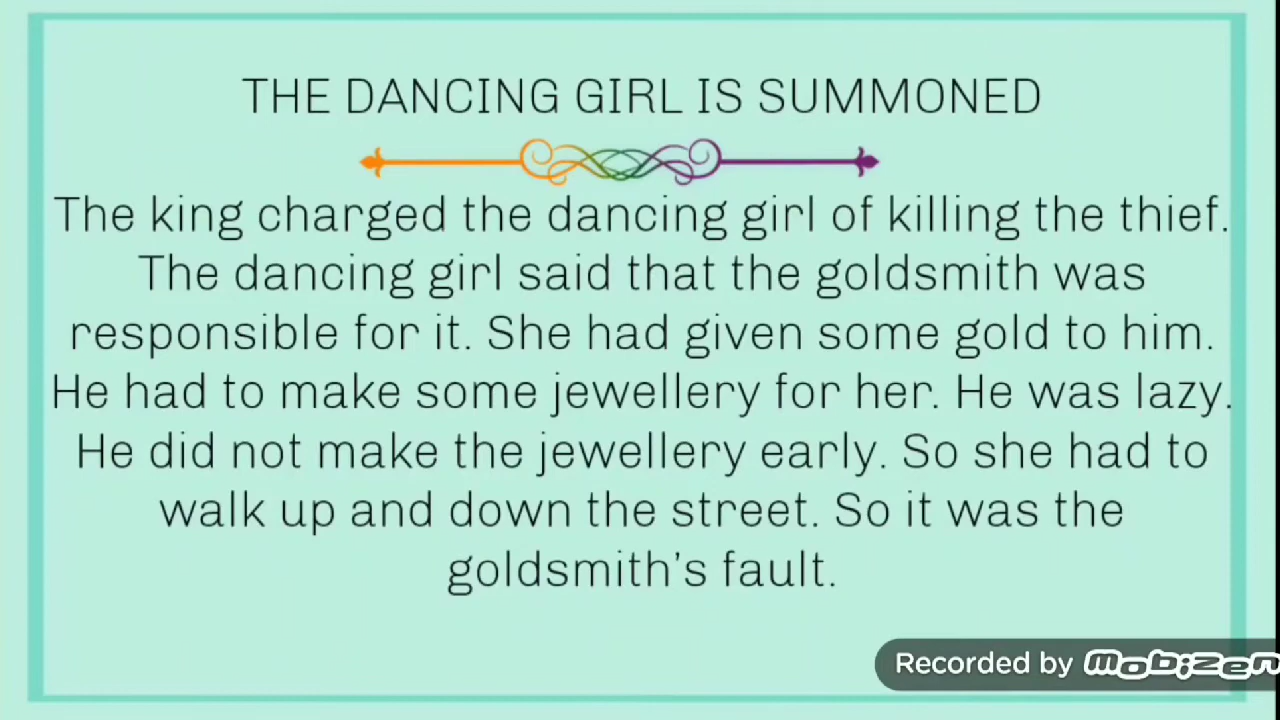 THE DANCING GIRL IS SUMMONED
The king charged the dancing girl of killing the thief.
The dancing girl said that the goldsmith was
responsible for it. She had given some gold to him.
He had to make some jewellery for her. He was lazy.
He did not make the jewellery early. So she had to
walk up and down the street. So it was the
goldsmith's fault.
Recorded by Mobizen